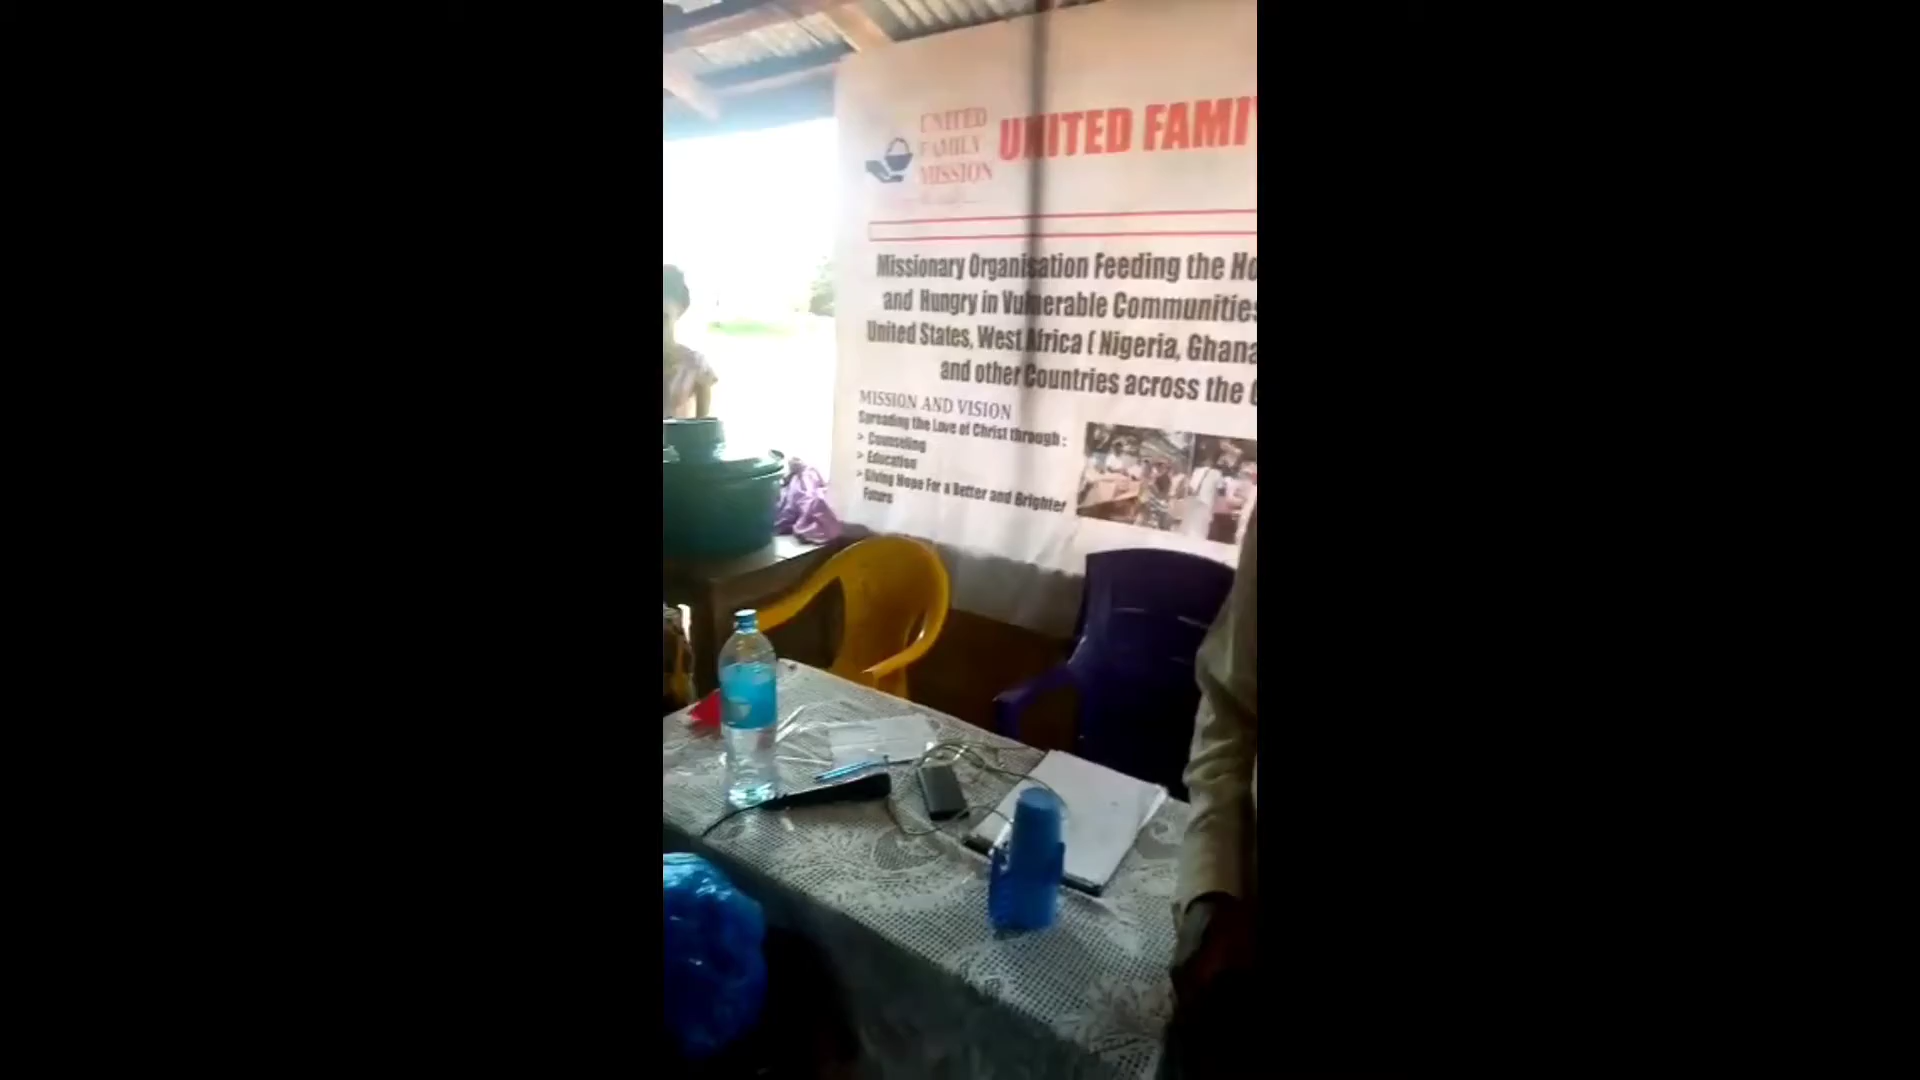 UNITED
FAMILY
MISSION
UNITED FAMI
Missionary Organisation Feeding the Ho
and Hungry in Vulnerable Communities
United States, West Africa ( Nigeria, Ghana
and other Countries across the
MISSION AND VISION
Spreading the Love of Christ through :
> Counseling
> Education
> Giving Hope For a Better and Brighter
Future